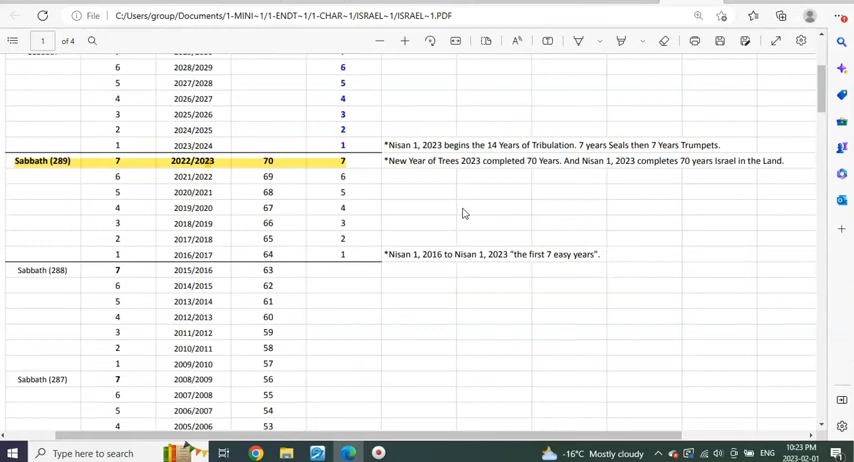 File
C:/Users/group/Documents/1-MINI~1/1-ENDT~1/1-CHAR~1/ISRAEL~1/ISRAEL~1.PDF
1 of 4
6 2028/2029 6
5 2027/2028 5
4 2026/2027 4
3 2025/2026 3
2 2024/2025 2
1 2023/2024 1 *Nisan 1, 2023 begins the 14 Years of Tribulation. 7 years Seals then 7 Years Trumpets.
Sabbath (289) 7 2022/2023 70 7 *New Year of Trees 2023 completed 70 Years. And Nisan 1, 2023 completes 70 years Israel in the Land.
6 2021/2022 69 6
5 2020/2021 68 5
4 2019/2020 67 4
3 2018/2019 66 3
2 2017/2018 65 2
1 2016/2017 64 1 *Nisan 1, 2016 to Nisan 1, 2023 "the first 7 easy years".
Sabbath (288) 7 2015/2016 63
6 2014/2015 62
5 2013/2014 61
4 2012/2013 60
3 2011/2012 59
2 2010/2011 58
1 2009/2010 57
Sabbath (287) 7 2008/2009 56
6 2007/2008 55
5 2006/2007 54
4 2005/2006 53
Type here to search
-16°C Mostly cloudy
ENG
10:23 PM
2023-02-01